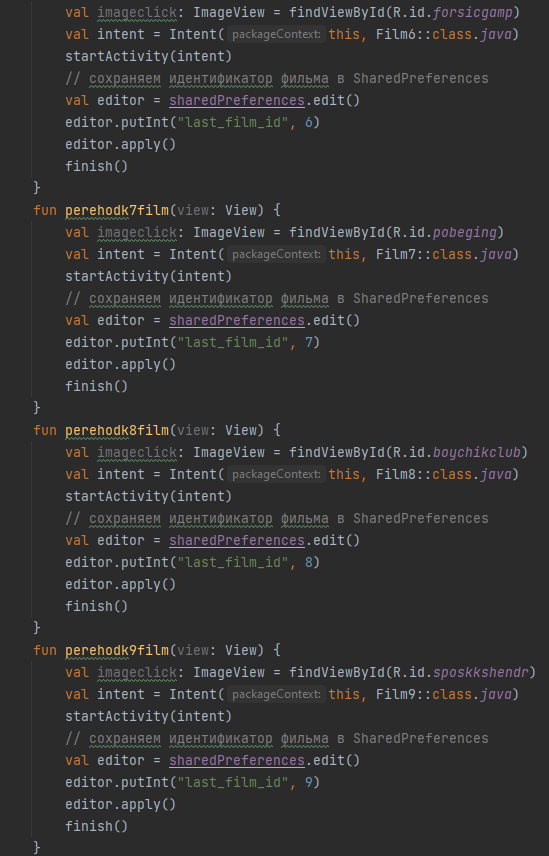 val imageclick: ImageView = findViewById(R.id.forsicgamp)
val intent = Intent( packageContext: this, Film6::class.java)
startActivity(intent)
// сохраняем идентификатор фильма в SharedPreferences
val editor = sharedPreferences.edit()
editor.putInt("last_film_id", 6)
editor.apply()
finish()
}
fun perehodk7film(view: View) {
val imageclick: ImageView = findViewById(R.id.pobeging)
val intent = Intent( packageContext: this, Film7::class.java)
startActivity(intent)
// сохраняем идентификатор фильма в SharedPreferences
val editor = sharedPreferences.edit()
editor.putInt("last_film_id", 7)
editor.apply()
finish()
}
fun perehodk8film(view: View) {
val imageclick: ImageView = findViewById(R.id.boychikclub)
val intent = Intent( packageContext: this, Film8::class.java)
startActivity(intent)
// сохраняем идентификатор фильма в SharedPreferences
val editor = sharedPreferences.edit()
editor.putInt("last_film_id", 8)
editor.apply()
finish()
}
fun perehodk9film(view: View) {
val imageclick: ImageView = findViewById(R.id.sposkkshendr)
val intent = Intent( packageContext: this, Film9::class.java)
startActivity(intent)
// сохраняем идентификатор фильма в SharedPreferences
val editor = sharedPreferences.edit()
editor.putInt("last_film_id", 9)
editor.apply()
finish()
}